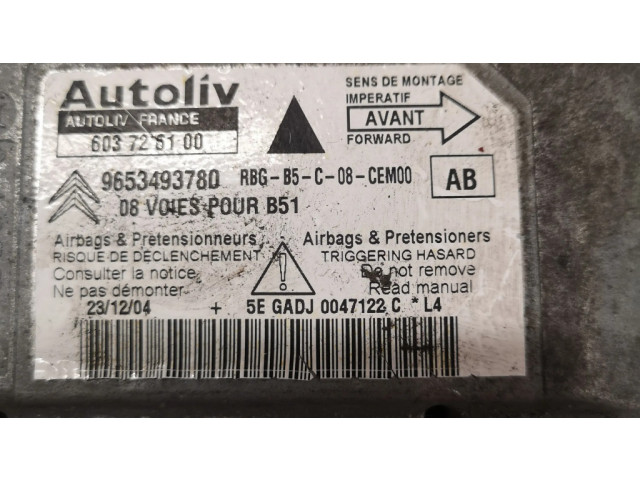 Autoliv
AUTOLIV FRANCE
603 72 61 00
SENS DE MONTAGE
IMPERATIF
AVANT
FORWARD
9653493780 RBG-B5-C-08-CEM00 AB
08 VOIES POUR B51
Airbags & Pretensionneurs
RISQUE DE DÉCLENCHEMENT
Consulter la notice
Ne pas démonter
Airbags & Pretensioners
TRIGGERING HASARD
Do not remove
Read manual
23/12/04 + 5E GADJ 0047122 C * L4